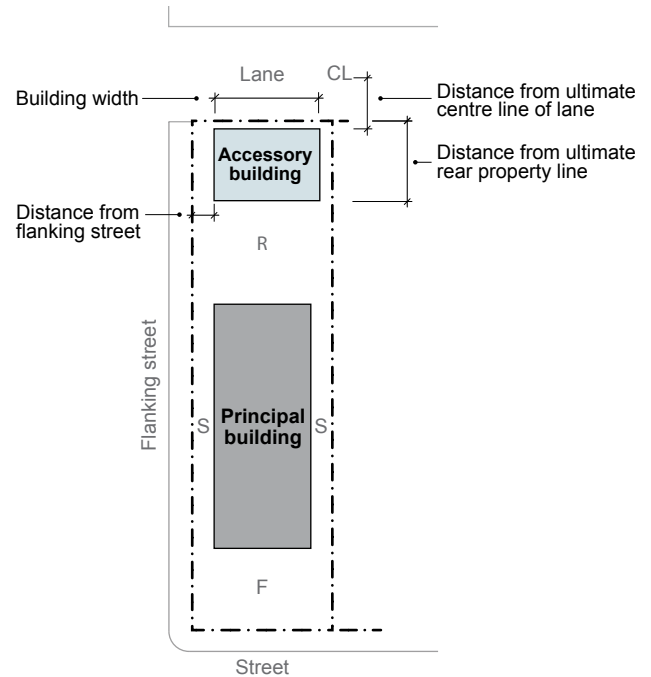 Lane
CL
Building width
Distance from ultimate
centre line of lane
Accessory
building
Distance from ultimate
rear property line
Distance from
flanking street
R
Flanking street
S
Principal
building
S
F
Street